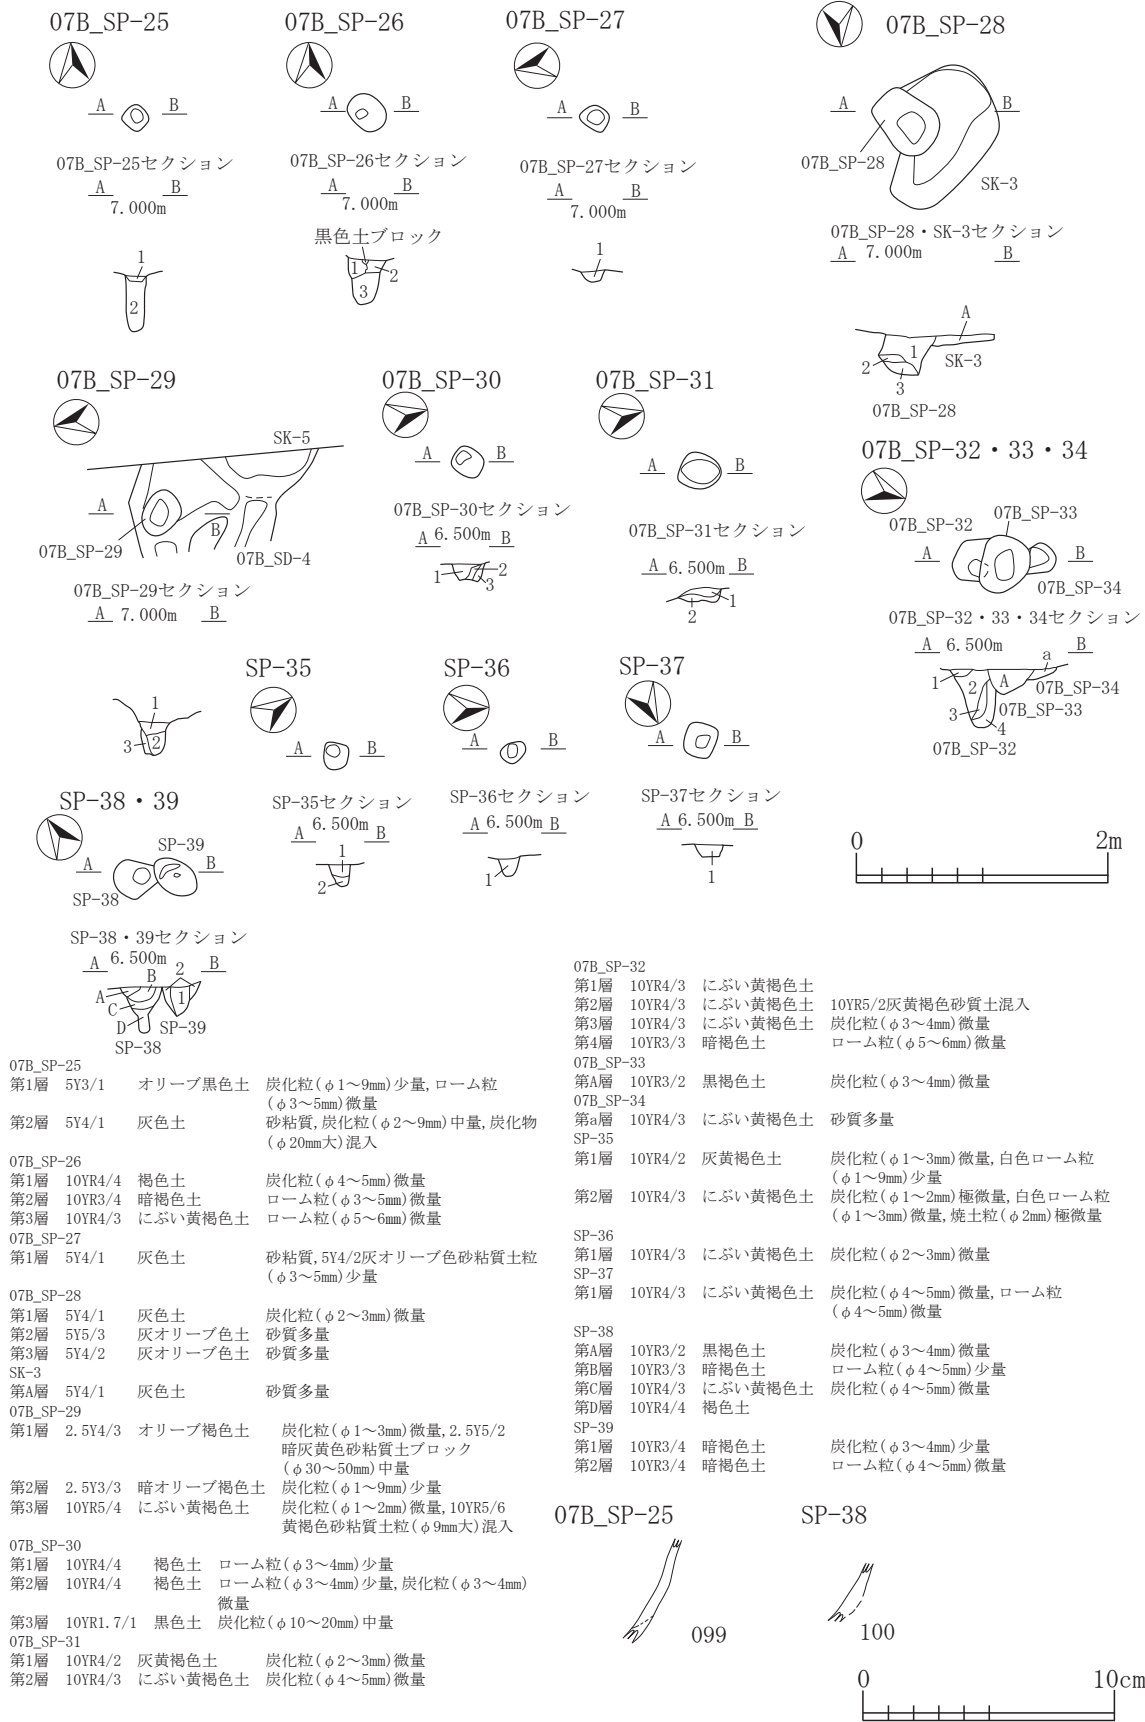 07B_SP-25
A
B
07B_SP-25セクション
A
B
7.000m
1
2
07B_SP-26
A
B
07B_SP-26セクション
A
B
7.000m
黒色土ブロック
1
2
3
07B_SP-27
A
B
07B_SP-27セクション
A
B
7.000m
1
07B_SP-28
A
B
07B_SP-28
SK-3
07B_SP-28・SK-3セクション
A 7.000m B
A
1
2
SK-3
3
07B_SP-28
07B_SP-29
SK-5
A
B
07B_SP-29
07B_SD-4
07B_SP-29セクション
A 7.000m B
1
3
2
07B_SP-30
A
B
07B_SP-30セクション
A 6.500m B
1
2
3
07B_SP-31
A
B
07B_SP-31セクション
A 6.500m B
1
2
07B_SP-32・33・34
07B_SP-33
07B_SP-32
A
B
07B_SP-34
07B_SP-32・33・34セクション
A 6.500m B
a
1
2
A
07B_SP-34
3
07B_SP-33
4
07B_SP-32
SP-35
A
B
SP-35セクション
A 6.500m B
1
2
SP-36
A
B
SP-36セクション
A 6.500m B
1
SP-37
A
B
SP-37セクション
A 6.500m B
1
SP-38・39
SP-39
A
B
SP-38
SP-38・39セクション
A 6.500m B
2
B
A
1
C
D
SP-39
SP-38
0
2m
07B_SP-25
第1層 5Y3/1 オリーブ黒色土 炭化粒(φ1～9mm)少量,ローム粒
(φ3～5mm)微量
第2層 5Y4/1 灰色土 砂粘質,炭化粒(φ2～9mm)中量,炭化物
(φ20mm大)混入
07B_SP-26
第1層 10YR4/4 褐色土 炭化粒(φ4～5mm)微量
第2層 10YR3/4 暗褐色土 ローム粒(φ3～5mm)微量
第3層 10YR4/3 にぶい黄褐色土 ローム粒(φ5～6mm)微量
07B_SP-27
第1層 5Y4/1 灰色土 砂粘質,5Y4/2灰オリーブ色砂粘質土粒
(φ3～5mm)少量
07B_SP-28
第1層 5Y4/1 灰色土 炭化粒(φ2～3mm)微量
第2層 5Y5/3 灰オリーブ色土 砂質多量
第3層 5Y4/2 灰オリーブ色土 砂質多量
SK-3
第A層 5Y4/1 灰色土 砂質多量
07B_SP-29
第1層 2.5Y4/3 オリーブ褐色土 炭化粒(φ1～3mm)微量,2.5Y5/2
暗灰黄色砂粘質土ブロック
(φ30～50mm)中量
第2層 2.5Y3/3 暗オリーブ褐色土 炭化粒(φ1～9mm)少量
第3層 10YR5/4 にぶい黄褐色土 炭化粒(φ1～2mm)微量,10YR5/6
黄褐色砂粘質土粒(φ9mm大)混入
07B_SP-30
第1層 10YR4/4 褐色土 ローム粒(φ3～4mm)少量
第2層 10YR4/4 褐色土 ローム粒(φ3～4mm)少量,炭化粒(φ3～4mm)
微量
第3層 10YR1.7/1 黒色土 炭化粒(φ10～20mm)中量
07B_SP-31
第1層 10YR4/2 灰黄褐色土 炭化粒(φ2～3mm)微量
第2層 10YR4/3 にぶい黄褐色土 炭化粒(φ4～5mm)微量
07B_SP-32
第1層 10YR4/3 にぶい黄褐色土
第2層 10YR4/3 にぶい黄褐色土 10YR5/2灰黄褐色砂質土混入
第3層 10YR4/3 にぶい黄褐色土 炭化粒(φ3～4mm)微量
第4層 10YR3/3 暗褐色土 ローム粒(φ5～6mm)微量
07B_SP-33
第A層 10YR3/2 黒褐色土 炭化粒(φ3～4mm)微量
07B_SP-34
第a層 10YR4/3 にぶい黄褐色土 砂質多量
SP-35
第1層 10YR4/2 灰黄褐色土 炭化粒(φ1～3mm)微量,白色ローム粒
(φ1～9mm)少量
第2層 10YR4/3 にぶい黄褐色土 炭化粒(φ1～2mm)極微量,白色ローム粒
(φ1～3mm)微量,焼土粒(φ2mm)極微量
SP-36
第1層 10YR4/3 にぶい黄褐色土 炭化粒(φ2～3mm)微量
SP-37
第1層 10YR4/3 にぶい黄褐色土 炭化粒(φ4～5mm)微量,ローム粒
(φ4～5mm)微量
SP-38
第A層 10YR3/2 黒褐色土 炭化粒(φ3～4mm)微量
第B層 10YR3/3 暗褐色土 ローム粒(φ4～5mm)少量
第C層 10YR4/3 にぶい黄褐色土 炭化粒(φ4～5mm)微量
第D層 10YR4/4 褐色土
SP-39
第1層 10YR3/4 暗褐色土 炭化粒(φ3～4mm)少量
第2層 10YR3/4 暗褐色土 ローム粒(φ4～5mm)微量
07B_SP-25
099
SP-38
100
0
10cm